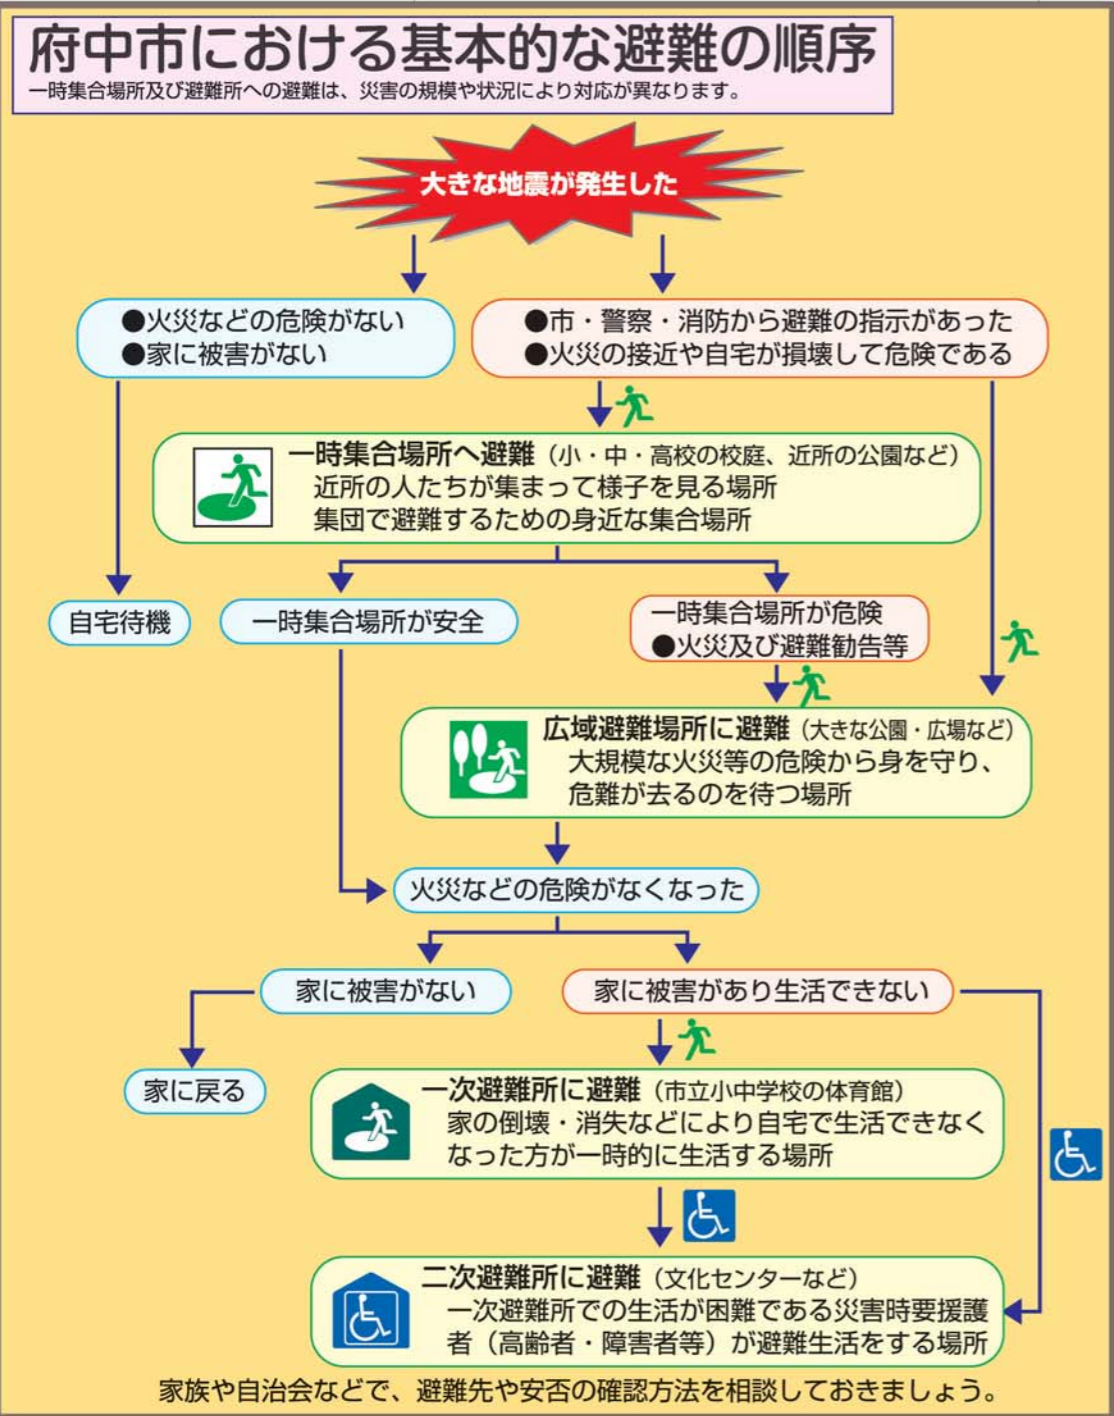 府中市における基本的な避難の順序
一時集合場所及び避難所への避難は、災害の規模や状況により対応が異なります。
大きな地震が発生した
●火災などの危険がない
●家に被害がない
●市・警察・消防から避難の指示があった
●火災の接近や自宅が損壊して危険である
一時集合場所へ避難（小・中・高校の校庭、近所の公園など）
近所の人たちが集まって様子を見る場所
集団で避難するための身近な集合場所
自宅待機
一時集合場所が安全
一時集合場所が危険
●火災及び避難勧告等
広域避難場所に避難（大きな公園・広場など）
大規模な火災等の危険から身を守り、
危難が去るのを待つ場所
火災などの危険がなくなった
家に被害がない
家に被害があり生活できない
家に戻る
一次避難所に避難（市立小中学校の体育館）
家の倒壊・消失などにより自宅で生活できなく
なった方が一時的に生活する場所
二次避難所に避難（文化センターなど）
一次避難所での生活が困難である災害時要援護
者（高齢者・障害者等）が避難生活をする場所
家族や自治会などで、避難先や安否の確認方法を相談しておきましょう。